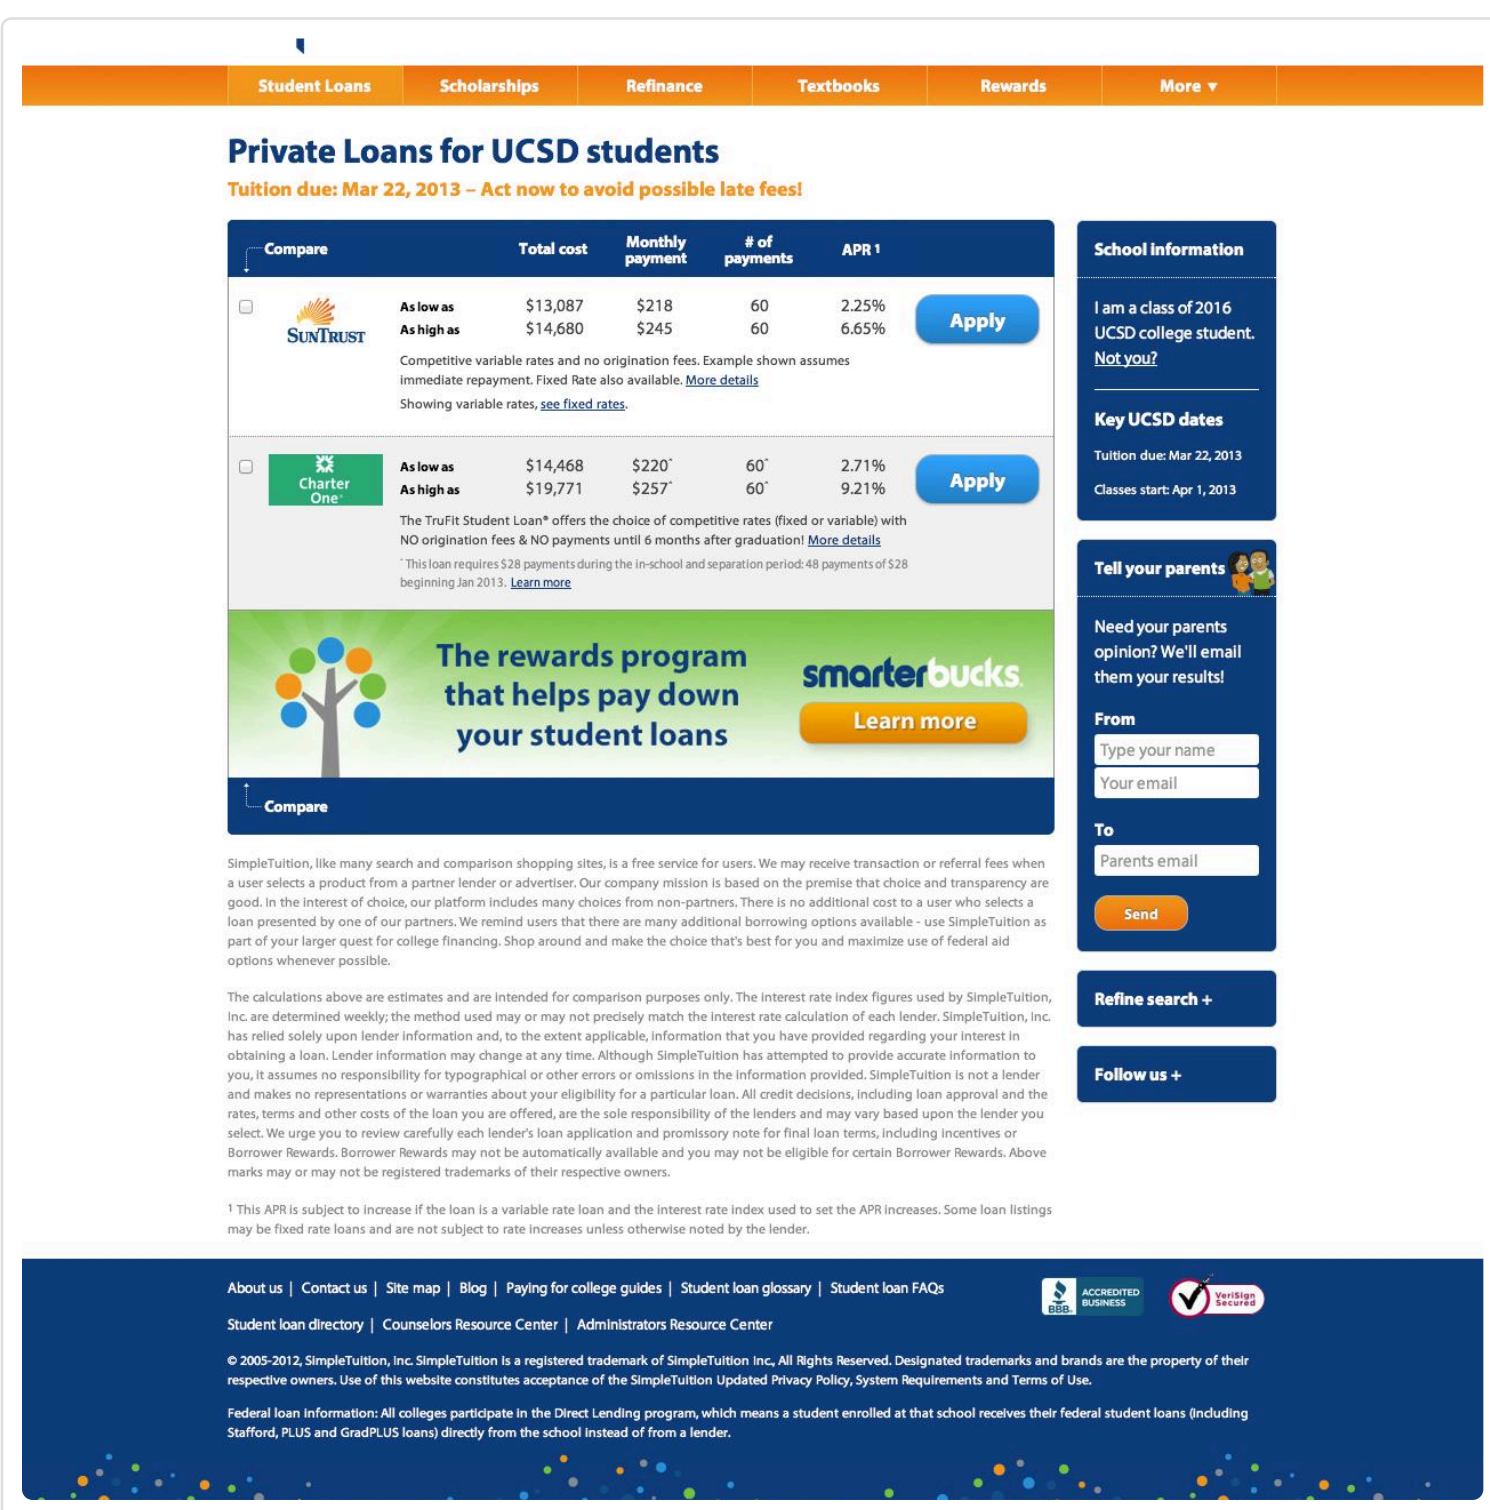 Student Loans
Scholarships
Refinance
Textbooks
Rewards
More ▼
Private Loans for UCSD students
Tuition due: Mar 22, 2013 – Act now to avoid possible late fees!
Compare
Total cost
Monthly
payment
# of
payments
APR 1
SUNTRUST
As low as $13,087 $218 60 2.25%
As high as $14,680 $245 60 6.65%
Apply
Competitive variable rates and no origination fees. Example shown assumes
immediate repayment. Fixed Rate also available. More details
Showing variable rates, see fixed rates.
Charter
One
As low as $14,468 $220^ 60^ 2.71%
As high as $19,771 $257^ 60^ 9.21%
Apply
The TruFit Student Loan® offers the choice of competitive rates (fixed or variable) with
NO origination fees & NO payments until 6 months after graduation! More details
^ This loan requires $28 payments during the in-school and separation period: 48 payments of $28
beginning Jan 2013. Learn more
The rewards program
that helps pay down
your student loans
smarterbucks.
Learn more
Compare
School information
I am a class of 2016
UCSD college student.
Not you?
Key UCSD dates
Tuition due: Mar 22, 2013
Classes start: Apr 1, 2013
Tell your parents
Need your parents
opinion? We'll email
them your results!
From
Type your name
Your email
To
Parents email
Send
Refine search +
Follow us +
SimpleTuition, like many search and comparison shopping sites, is a free service for users. We may receive transaction or referral fees when
a user selects a product from a partner lender or advertiser. Our company mission is based on the premise that choice and transparency are
good. In the interest of choice, our platform includes many choices from non-partners. There is no additional cost to a user who selects a
loan presented by one of our partners. We remind users that there are many additional borrowing options available - use SimpleTuition as
part of your larger quest for college financing. Shop around and make the choice that's best for you and maximize use of federal aid
options whenever possible.
The calculations above are estimates and are intended for comparison purposes only. The interest rate index figures used by SimpleTuition,
Inc. are determined weekly; the method used may or may not precisely match the interest rate calculation of each lender. SimpleTuition, Inc.
has relied solely upon lender information and, to the extent applicable, information that you have provided regarding your interest in
obtaining a loan. Lender information may change at any time. Although SimpleTuition has attempted to provide accurate information to
you, it assumes no responsibility for typographical or other errors or omissions in the information provided. SimpleTuition is not a lender
and makes no representations or warranties about your eligibility for a particular loan. All credit decisions, including loan approval and the
rates, terms and other costs of the loan you are offered, are the sole responsibility of the lenders and may vary based upon the lender you
select. We urge you to review carefully each lender's loan application and promissory note for final loan terms, including incentives or
Borrower Rewards. Borrower Rewards may not be automatically available and you may not be eligible for certain Borrower Rewards. Above
marks may or may not be registered trademarks of their respective owners.
1 This APR is subject to increase if the loan is a variable rate loan and the interest rate index used to set the APR increases. Some loan listings
may be fixed rate loans and are not subject to rate increases unless otherwise noted by the lender.
About us | Contact us | Site map | Blog | Paying for college guides | Student loan glossary | Student loan FAQs
Student loan directory | Counselors Resource Center | Administrators Resource Center
BBB.
ACCREDITED
BUSINESS
VeriSign
Secured
© 2005-2012, SimpleTuition, Inc. SimpleTuition is a registered trademark of SimpleTuition Inc., All Rights Reserved. Designated trademarks and brands are the property of their
respective owners. Use of this website constitutes acceptance of the SimpleTuition Updated Privacy Policy, System Requirements and Terms of Use.
Federal loan information: All colleges participate in the Direct Lending program, which means a student enrolled at that school receives their federal student loans (including
Stafford, PLUS and GradPLUS loans) directly from the school instead of from a lender.